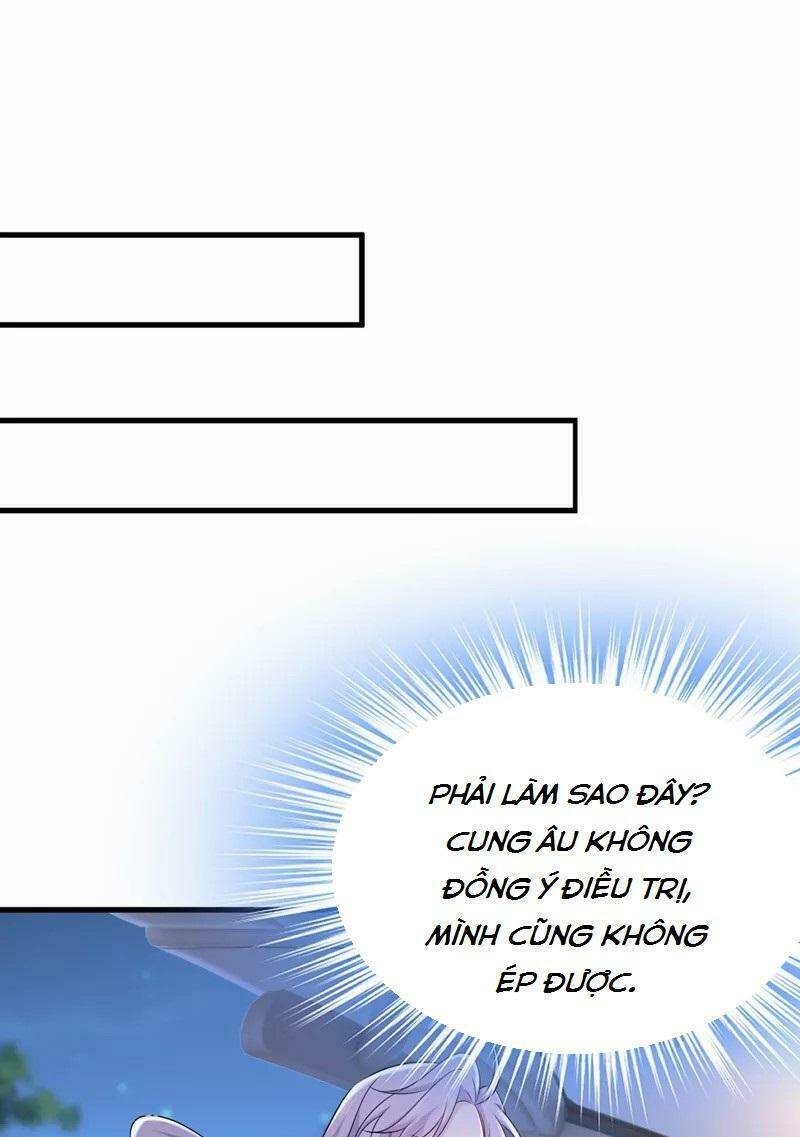 PHẢI LÀM SAO ĐÂY?
CUNG ÂU KHÔNG
ĐỒNG Ý ĐIỀU TRỊ,
MÌNH CŨNG KHÔNG
ÉP ĐƯỢC.